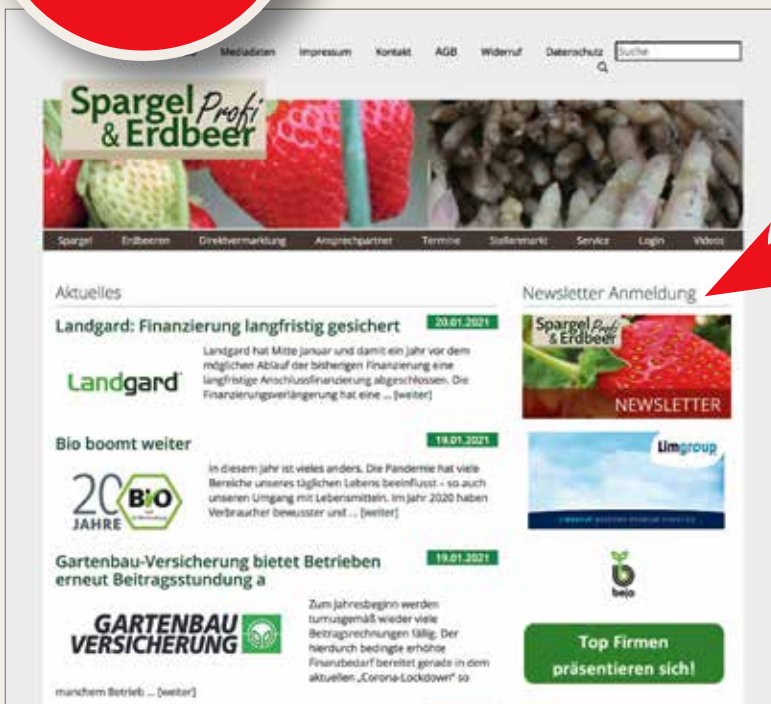 Mediadaten Impressum Kontakt AGB Widerruf Datenschutz Suche
Spargel Profi
& Erdbeer
Spargel Erdbeeren Direktvermarktung Ansprechpartner Termine Stellenmarkt Service Login Videos
Aktuelles
Landgard: Finanzierung langfristig gesichert 20.01.2021
Landgard
Landgard hat Mitte Januar und damit ein Jahr vor dem
möglichen Ablauf der bisherigen Finanzierung eine
langfristige Anschlussfinanzierung abgeschlossen. Die
Finanzierungsverlängerung hat eine ... [weiter]
Bio boomt weiter 19.01.2021
20
JAHRE
BIO
In diesem Jahr ist vieles anders. Die Pandemie hat viele
Bereiche unseres täglichen Lebens beeinflusst – so auch
unseren Umgang mit Lebensmitteln. Im Jahr 2020 haben
Verbraucher bewusster und ... [weiter]
Gartenbau-Versicherung bietet Betrieben 19.01.2021
erneut Beitragsstundung a
GARTENBAU
VERSICHERUNG
Zum Jahresbeginn werden
turnusgemäß wieder viele
Beitragsrechnungen fällig. Der
hierdurch bedingte erhöhte
Finanzbedarf bereitet gerade in dem
aktuellen „Corona-Lockdown“ so
manchem Betrieb ... [weiter]
Newsletter Anmeldung
Spargel Profi
& Erdbeer
NEWSLETTER
Limgroup
bejo
Top Firmen
präsentieren sich!